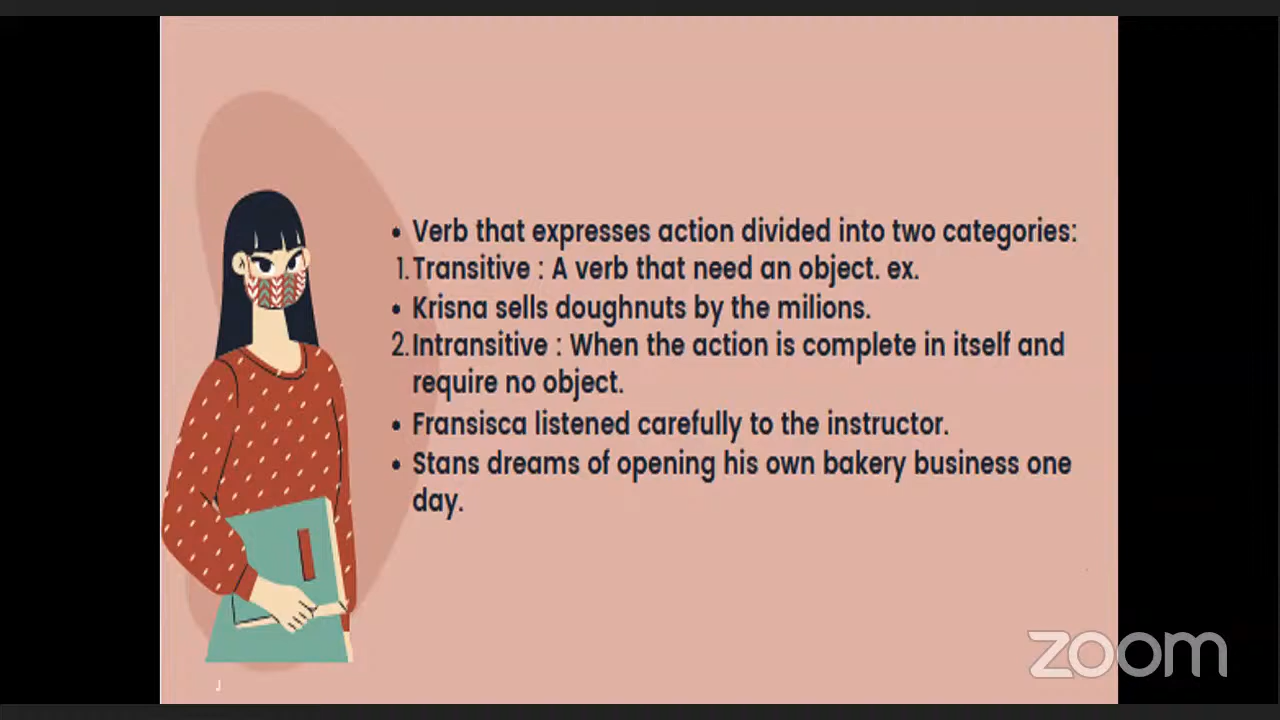 • Verb that expresses action divided into two categories:
1. Transitive : A verb that need an object. ex.
• Krisna sells doughnuts by the milions.
2. Intransitive : When the action is complete in itself and
require no object.
• Fransisca listened carefully to the instructor.
• Stans dreams of opening his own bakery business one
day.
zoom